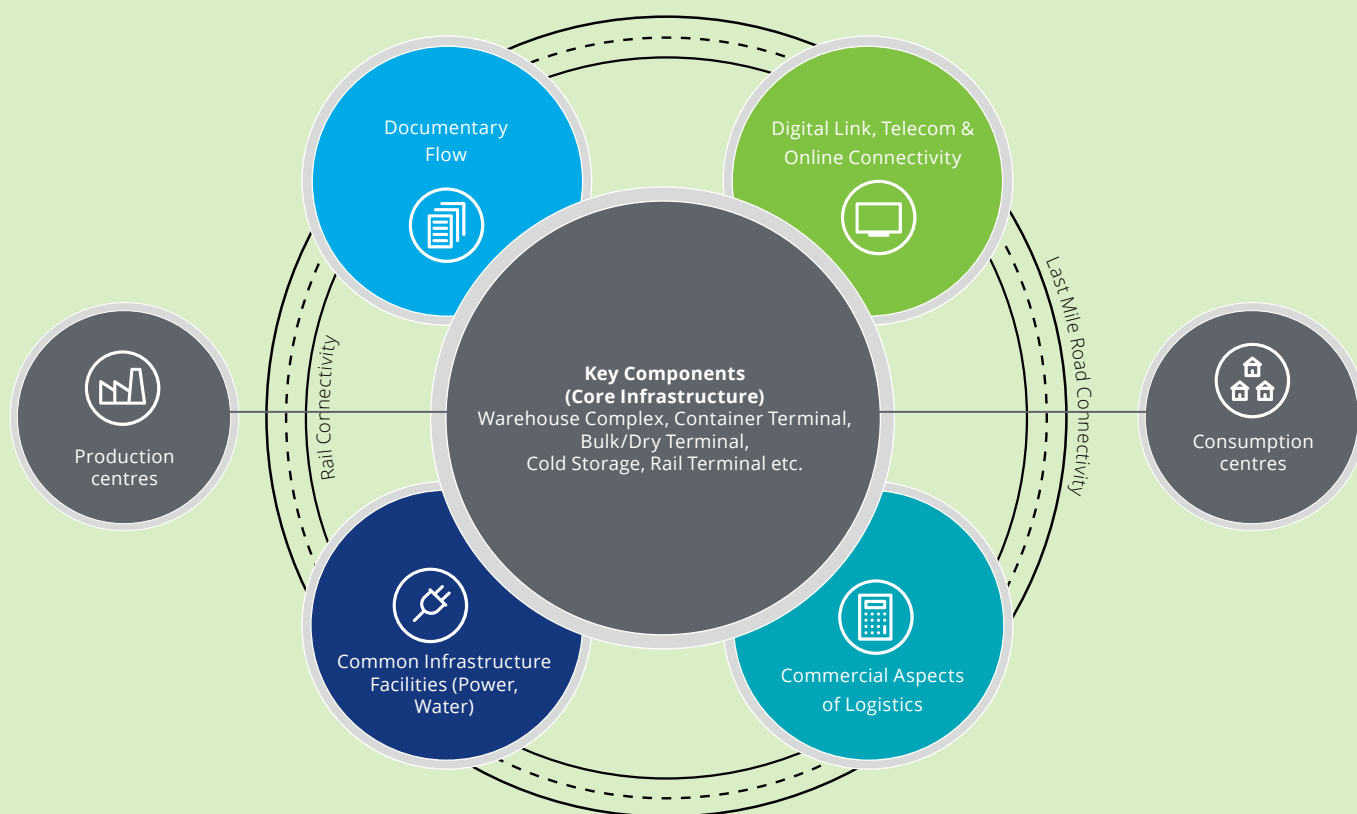 Documentary
Flow
Digital Link, Telecom &
Online Connectivity
Production
centres
Rail Connectivity
Key Components
(Core Infrastructure)
Warehouse Complex, Container Terminal,
Bulk/Dry Terminal,
Cold Storage, Rail Terminal etc.
Last Mile Road Connectivity
Consumption
centres
Common Infrastructure
Facilities (Power,
Water)
Commercial Aspects
of Logistics